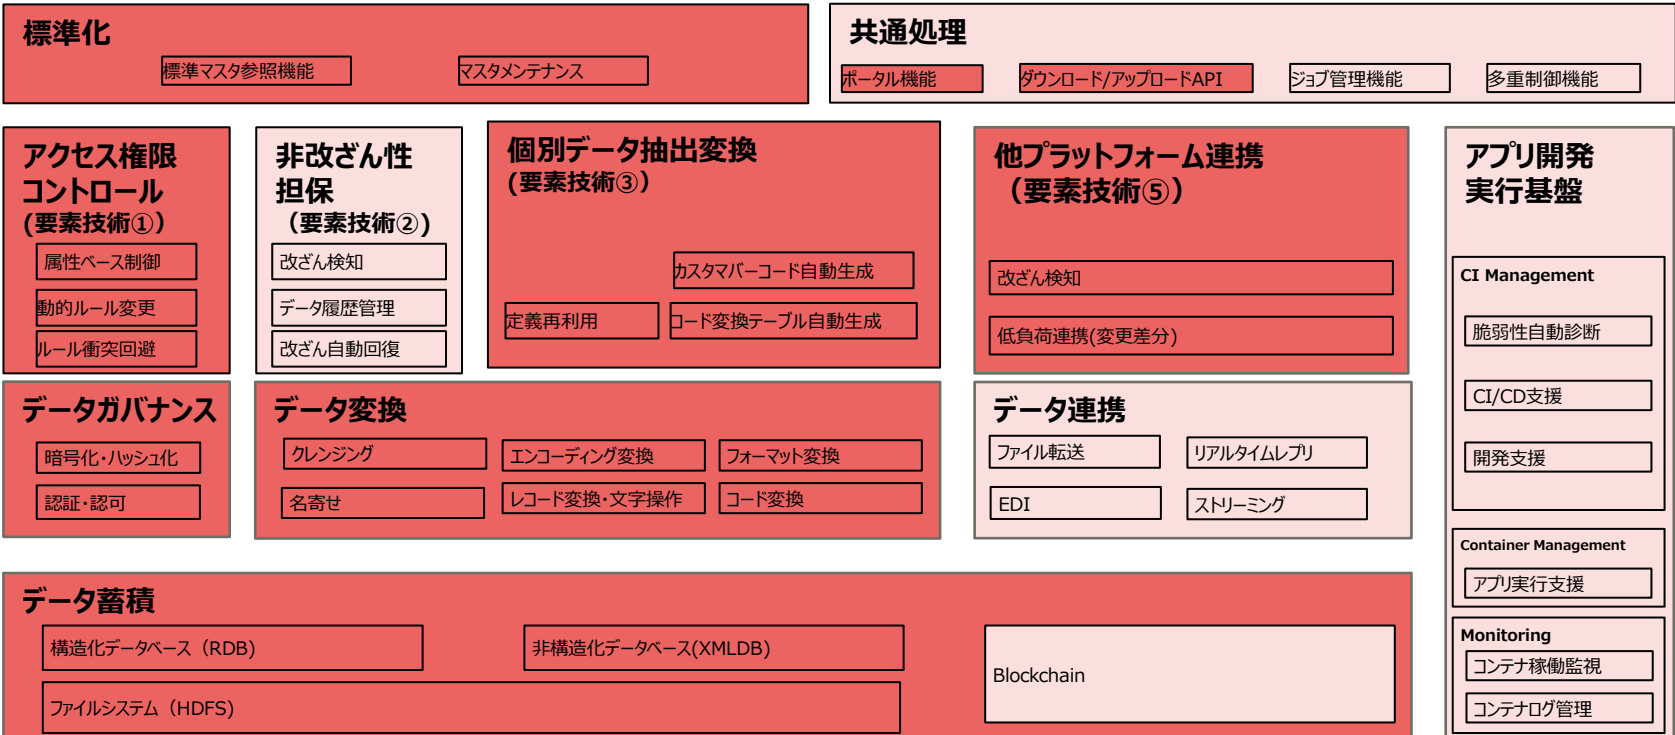 標準化
標準マスタ参照機能
マスタメンテナンス
共通処理
ポータル機能
ダウンロード/アップロードAPI
ジョブ管理機能
多重制御機能
アクセス権限
コントロール
(要素技術①)
属性ベース制御
動的ルール変更
ルール衝突回避
非改ざん性
担保
(要素技術②)
改ざん検知
データ履歴管理
改ざん自動回復
個別データ抽出変換
(要素技術③)
カスタマバーコード自動生成
定義再利用
コード変換テーブル自動生成
他プラットフォーム連携
(要素技術⑤)
改ざん検知
低負荷連携(変更差分)
アプリ開発
実行基盤
CI Management
脆弱性自動診断
CI/CD支援
開発支援
Container Management
アプリ実行支援
Monitoring
コンテナ稼働監視
コンテナログ管理
データガバナンス
暗号化・ハッシュ化
認証・認可
データ変換
クレンジング
エンコーディング変換
フォーマット変換
名寄せ
レコード変換・文字操作
コード変換
データ連携
ファイル転送
リアルタイムレプリ
EDI
ストリーミング
データ蓄積
構造化データベース（RDB)
非構造化データベース(XMLDB)
ファイルシステム（HDFS)
Blockchain